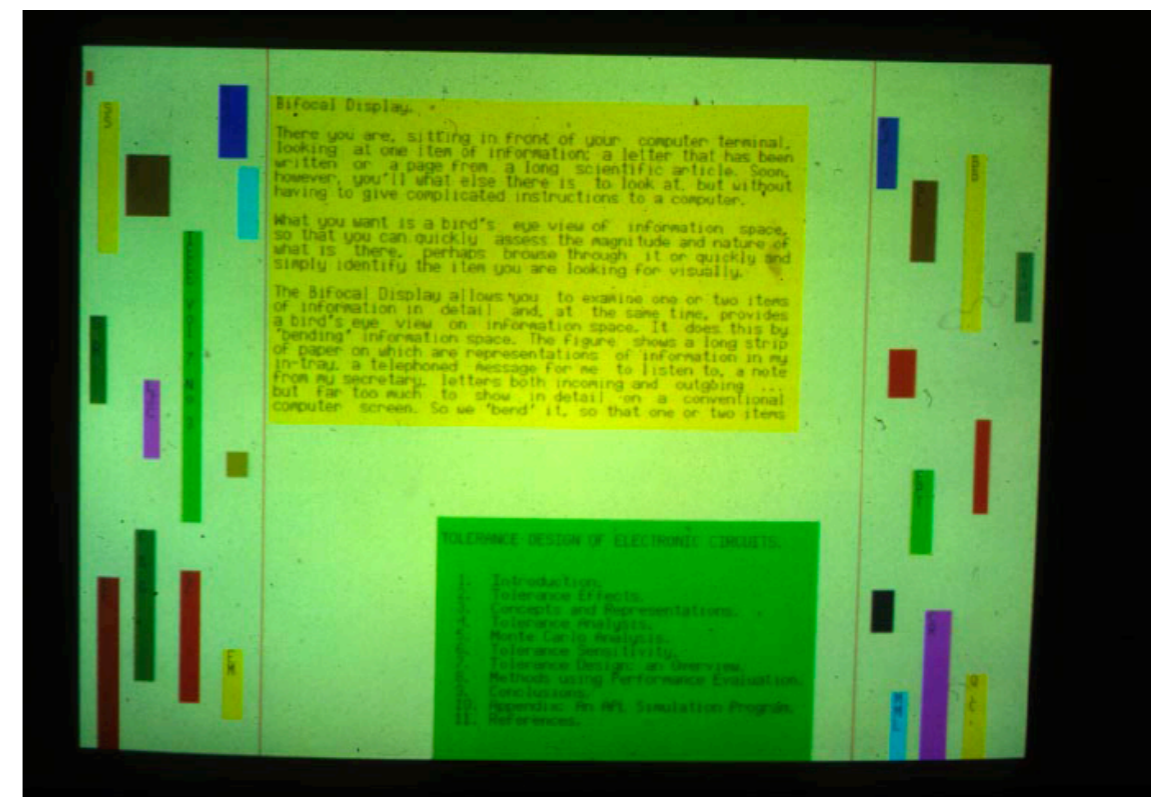 Bifocal Display.
There you are, sitting in front of your computer terminal,
looking at one item of information; a letter that has been
written or a page from a long scientific article. Soon,
however, you'll what else there is to look at, but without
having to give complicated instructions to a computer.
What you want is a bird's eye view of information space,
so that you can quickly assess the magnitude and nature of
what is there, perhaps browse through it or quickly and
simply identify the item you are looking for visually.
The Bifocal Display allows you to examine one or two items
of information in detail and, at the same time, provides
a bird's eye view on information space. It does this by
'bending' information space. The figure shows a long strip
of paper on which are representations of information in my
in-tray, a telephoned message for me to listen to, a note
from my secretary, letters both incoming and outgoing ...
but far too much to show in detail on a conventional
computer screen. So we 'bend' it, so that one or two items
TOLERANCE DESIGN OF ELECTRONIC CIRCUITS.
1. Introduction.
2. Tolerance Effects.
3. Concepts and Representations.
4. Tolerance Analysis.
5. Monte Carlo Analysis.
6. Tolerance Sensitivity.
7. Tolerance Design: an Overview.
8. Methods using Performance Evaluation.
9. Conclusions.
10. Appendix: An APL Simulation Program.
11. References.